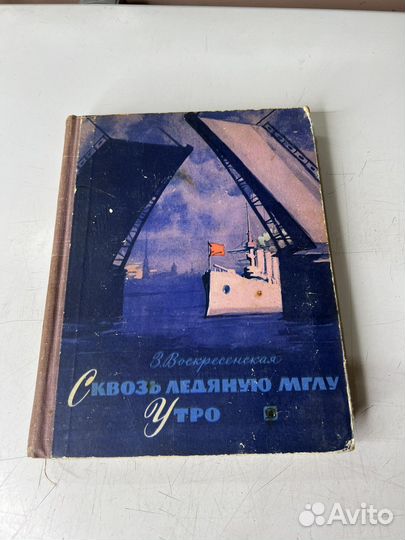 З. Воскресенская
Сквозь ледяную мглу
Утро
Avito